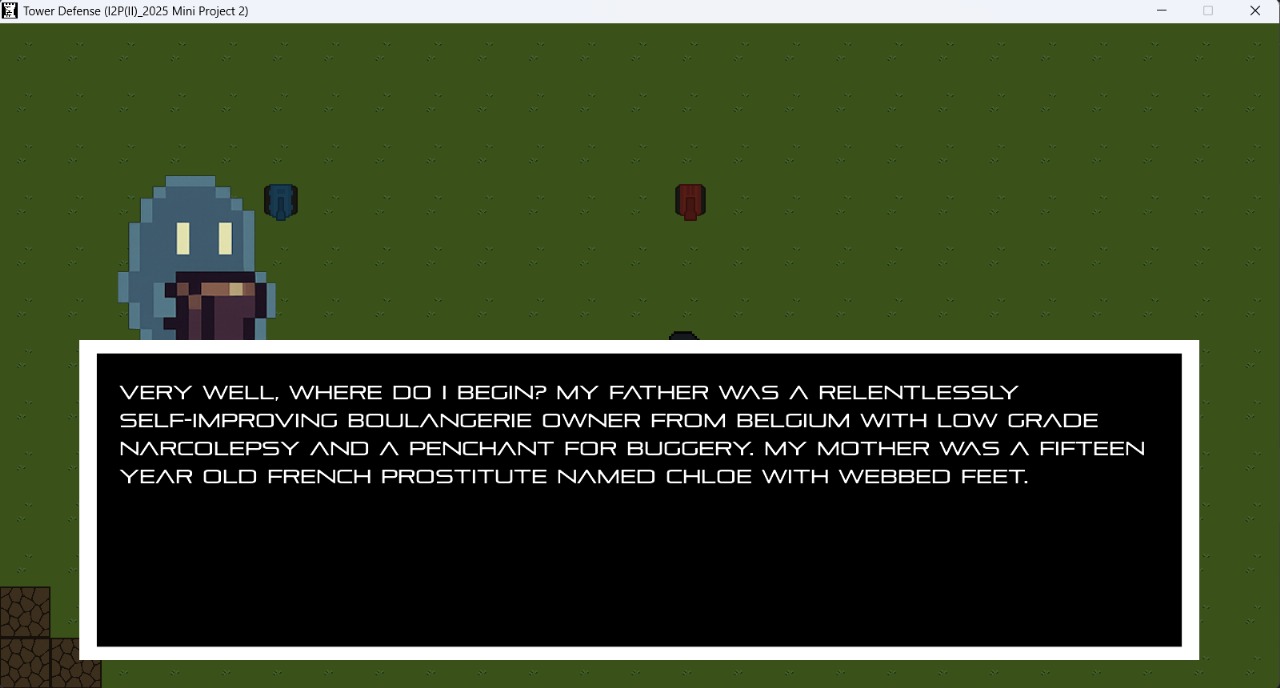 Tower Defense (I2P(II)_2025 Mini Project 2)
VERY WELL, WHERE DO I BEGIN? MY FATHER WAS A RELENTLESSLY
SELF-IMPROVING BOULANGERIE OWNER FROM BELGIUM WITH LOW GRADE
NARCOLEPSY AND A PENCHANT FOR BUGGERY. MY MOTHER WAS A FIFTEEN
YEAR OLD FRENCH PROSTITUTE NAMED CHLOE WITH WEBBED FEET.